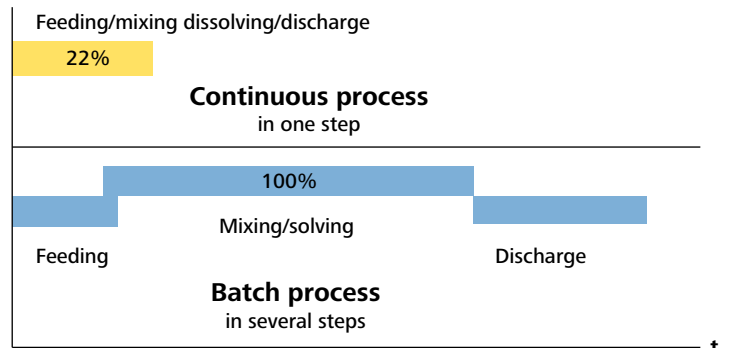 Feeding/mixing dissolving/discharge
22%
Continuous process
in one step
100%
Mixing/solving
Feeding
Discharge
Batch process
in several steps
t